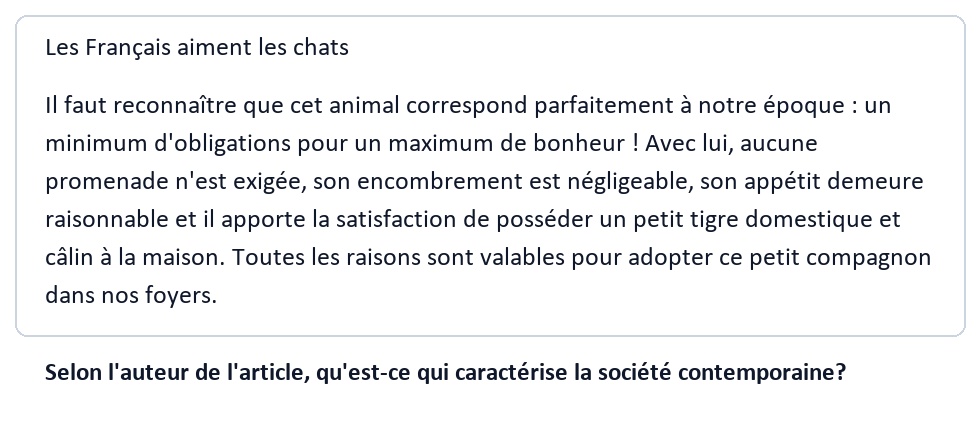 Les Français aiment les chats
Il faut reconnaître que cet animal correspond parfaitement à notre époque : un
minimum d'obligations pour un maximum de bonheur ! Avec lui, aucune
promenade n'est exigée, son encombrement est négligeable, son appétit demeure
raisonnable et il apporte la satisfaction de posséder un petit tigre domestique et
câlin à la maison. Toutes les raisons sont valables pour adopter ce petit compagnon
dans nos foyers.
Selon l'auteur de l'article, qu'est-ce qui caractérise la société contemporaine?